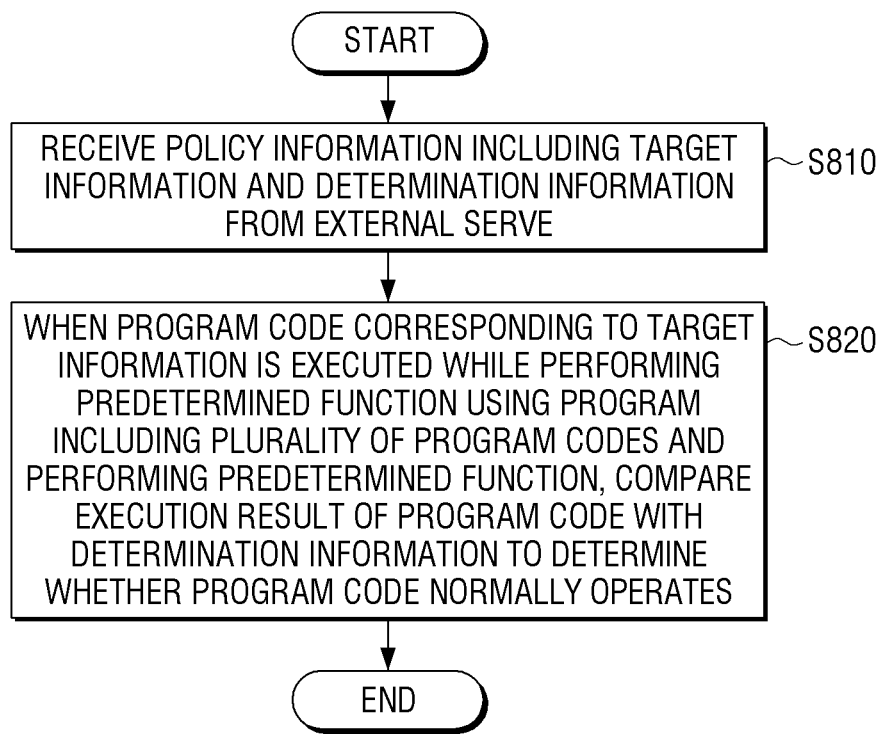 START
RECEIVE POLICY INFORMATION INCLUDING TARGET
INFORMATION AND DETERMINATION INFORMATION
FROM EXTERNAL SERVE
S810
WHEN PROGRAM CODE CORRESPONDING TO TARGET
INFORMATION IS EXECUTED WHILE PERFORMING
PREDETERMINED FUNCTION USING PROGRAM
INCLUDING PLURALITY OF PROGRAM CODES AND
PERFORMING PREDETERMINED FUNCTION, COMPARE
EXECUTION RESULT OF PROGRAM CODE WITH
DETERMINATION INFORMATION TO DETERMINE
WHETHER PROGRAM CODE NORMALLY OPERATES
S820
END